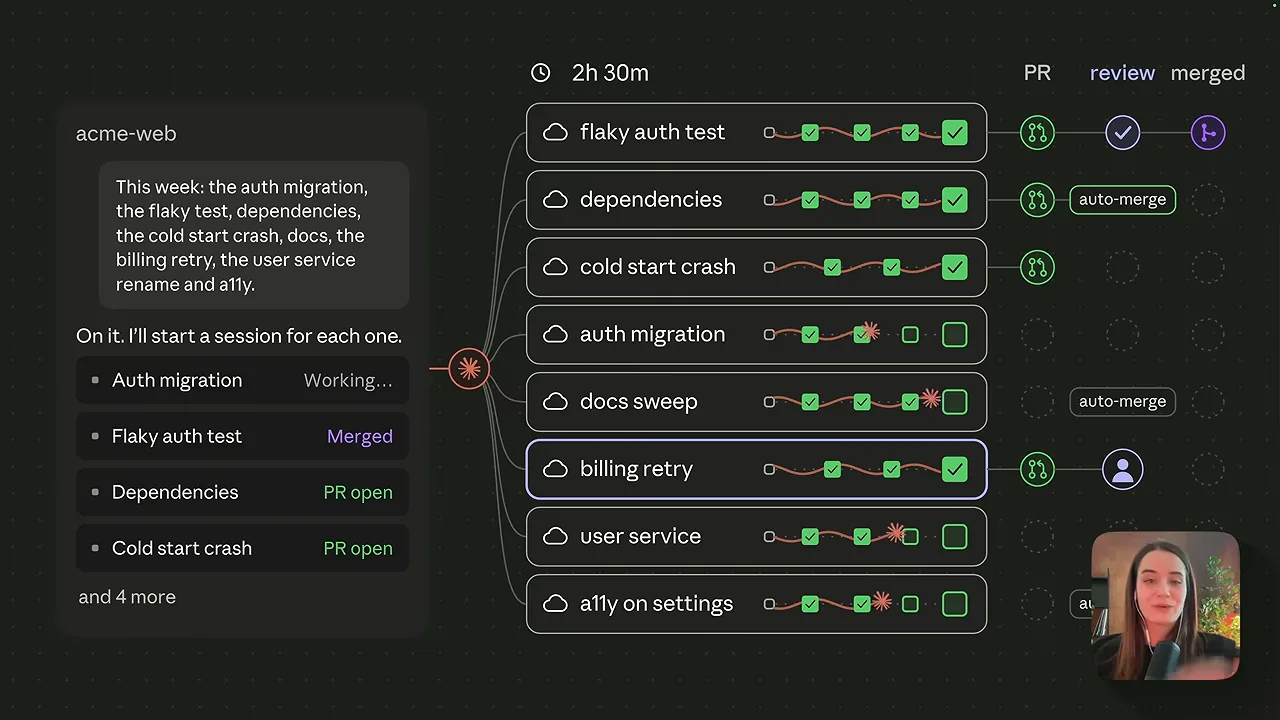 2h 30m
PR review merged
acme-web
This week: the auth migration,
the flaky test, dependencies,
the cold start crash, docs, the
billing retry, the user service
rename and a11y.
On it. I'll start a session for each one.
Auth migration Working...
Flaky auth test Merged
Dependencies PR open
Cold start crash PR open
and 4 more
flaky auth test
dependencies
auto-merge
cold start crash
auth migration
docs sweep
auto-merge
billing retry
user service
a11y on settings